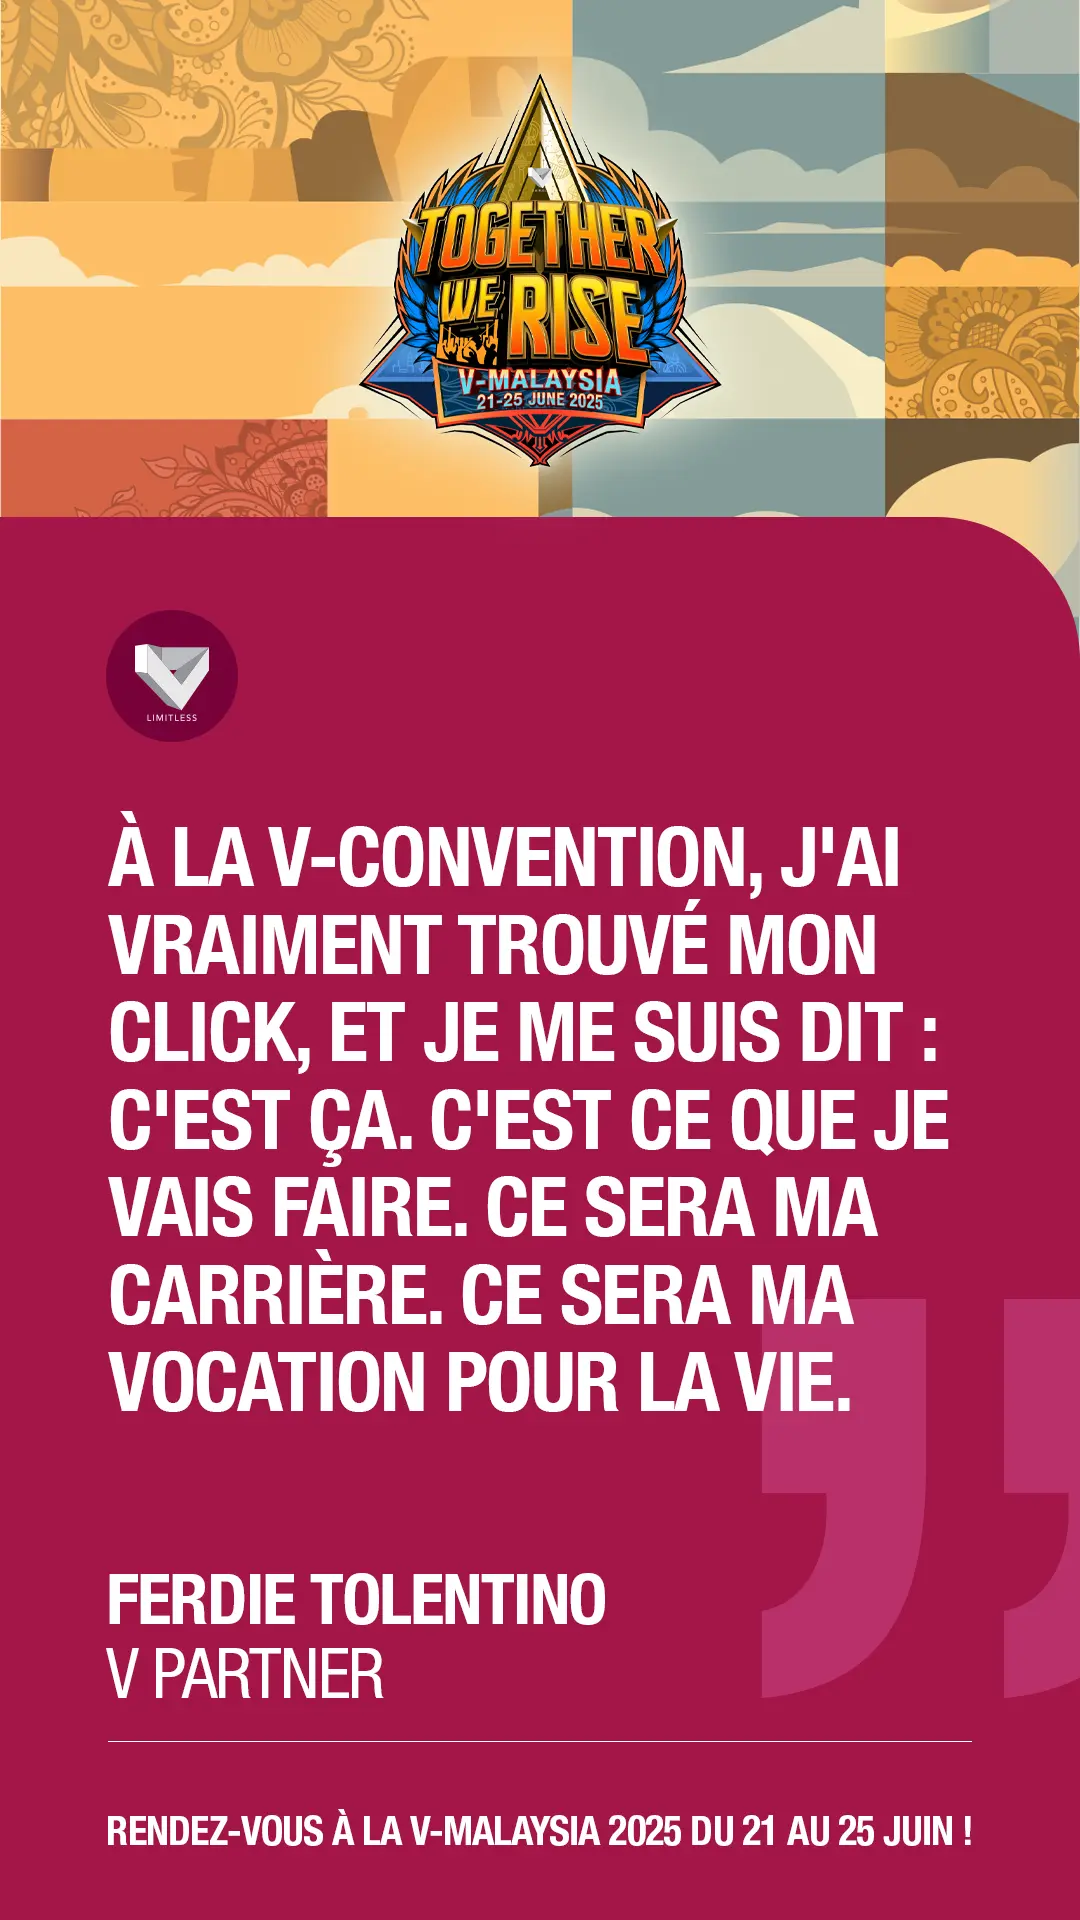 TOGETHER
WE RISE
V-MALAYSIA
21-25 JUNE 2025
LIMITLESS
À LA V-CONVENTION, J'AI
VRAIMENT TROUVÉ MON
CLICK, ET JE ME SUIS DIT :
C'EST ÇA. C'EST CE QUE JE
VAIS FAIRE. CE SERA MA
CARRIÈRE. CE SERA MA
VOCATION POUR LA VIE.
FERDIE TOLENTINO
V PARTNER
RENDEZ-VOUS À LA V-MALAYSIA 2025 DU 21 AU 25 JUIN !